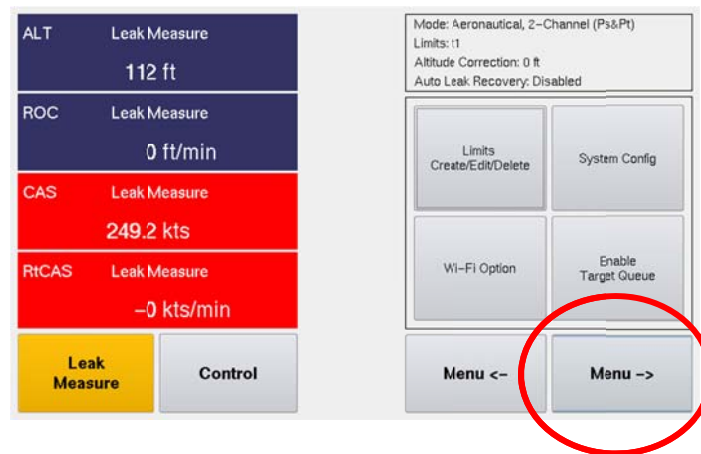 ALT Leak Measure
112 ft
ROC Leak Measure
0 ft/min
CAS Leak Measure
249.2 kts
RtCAS Leak Measure
-0 kts/min
Leak
Measure
Control
Mode: Aeronautical, 2-Channel (Ps&Pt)
Limits: t1
Altitude Correction: 0 ft
Auto Leak Recovery: Disabled
Limits
Create/Edit/Delete
System Config
Wi-Fi Option
Enable
Target Queue
Menu <-
Menu ->